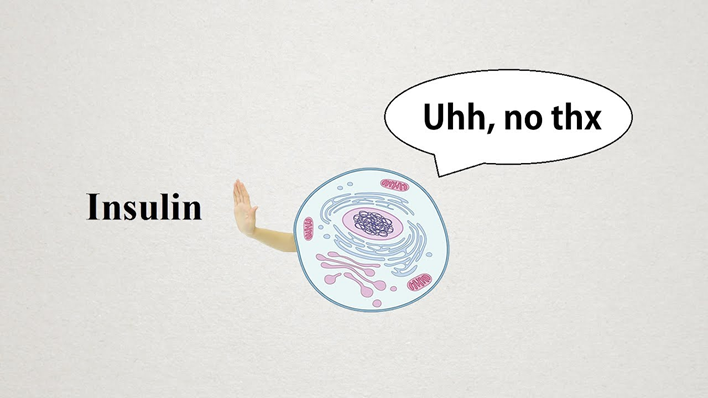 Uhh, no thx
Insulin